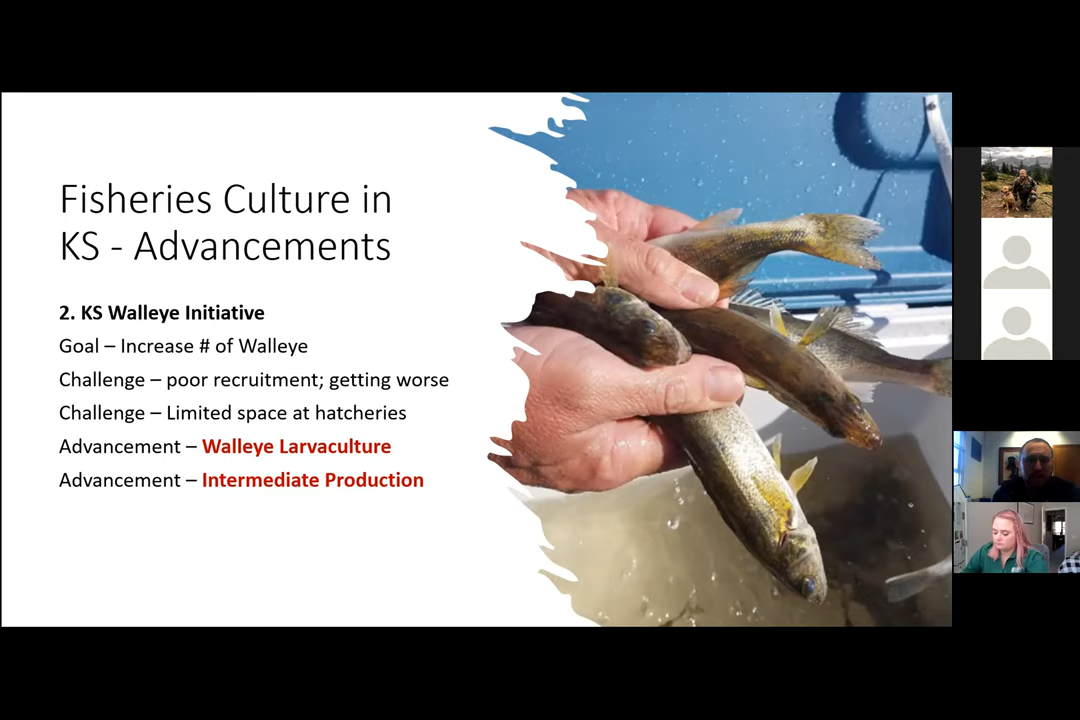 Fisheries Culture in
KS - Advancements
2. KS Walleye Initiative
Goal – Increase # of Walleye
Challenge – poor recruitment; getting worse
Challenge – Limited space at hatcheries
Advancement – Walleye Larvaculture
Advancement – Intermediate Production